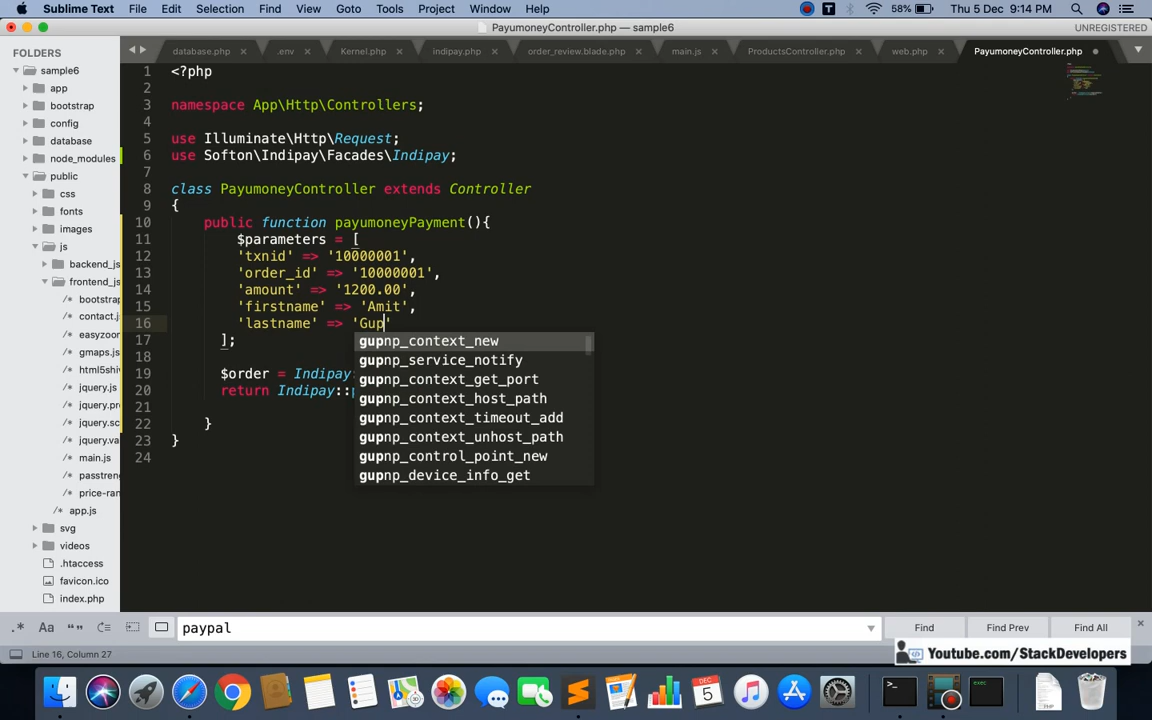 Sublime Text File Edit Selection Find View Goto Tools Project Window Help 58% Thu 5 Dec 9:14 PM
PayumoneyController.php — sample6 UNREGISTERED
FOLDERS
database.php .env Kernel.php indipay.php order_review.blade.php main.js ProductsController.php web.php PayumoneyController.php
sample6
app
bootstrap
config
database
node_modules
public
css
fonts
images
js
backend_js
frontend_js
bootstrap
contact.j
easyzoon
gmaps.js
html5shiv
jquery.js
jquery.pr
jquery.sc
jquery.va
main.js
passtren
price-ran
app.js
svg
videos
.htaccess
favicon.ico
index.php
1 <?php
2
3 namespace App\Http\Controllers;
4
5 use Illuminate\Http\Request;
6 use Softon\Indipay\Facades\Indipay;
7
8 class PayumoneyController extends Controller
9 {
10 public function payumoneyPayment(){
11 $parameters = [
12 'txnid' => '10000001',
13 'order_id' => '10000001',
14 'amount' => '1200.00',
15 'firstname' => 'Amit',
16 'lastname' => 'Gup'
17 ];
18
19 $order = Indipay:
20 return Indipay::p
21
22 }
23 }
24
gupnp_context_new
gupnp_service_notify
gupnp_context_get_port
gupnp_context_host_path
gupnp_context_timeout_add
gupnp_context_unhost_path
gupnp_control_point_new
gupnp_device_info_get
.* Aa “” paypal Find Find Prev Find All
Line 16, Column 27
Youtube.com/StackDevelopers
DEC
5